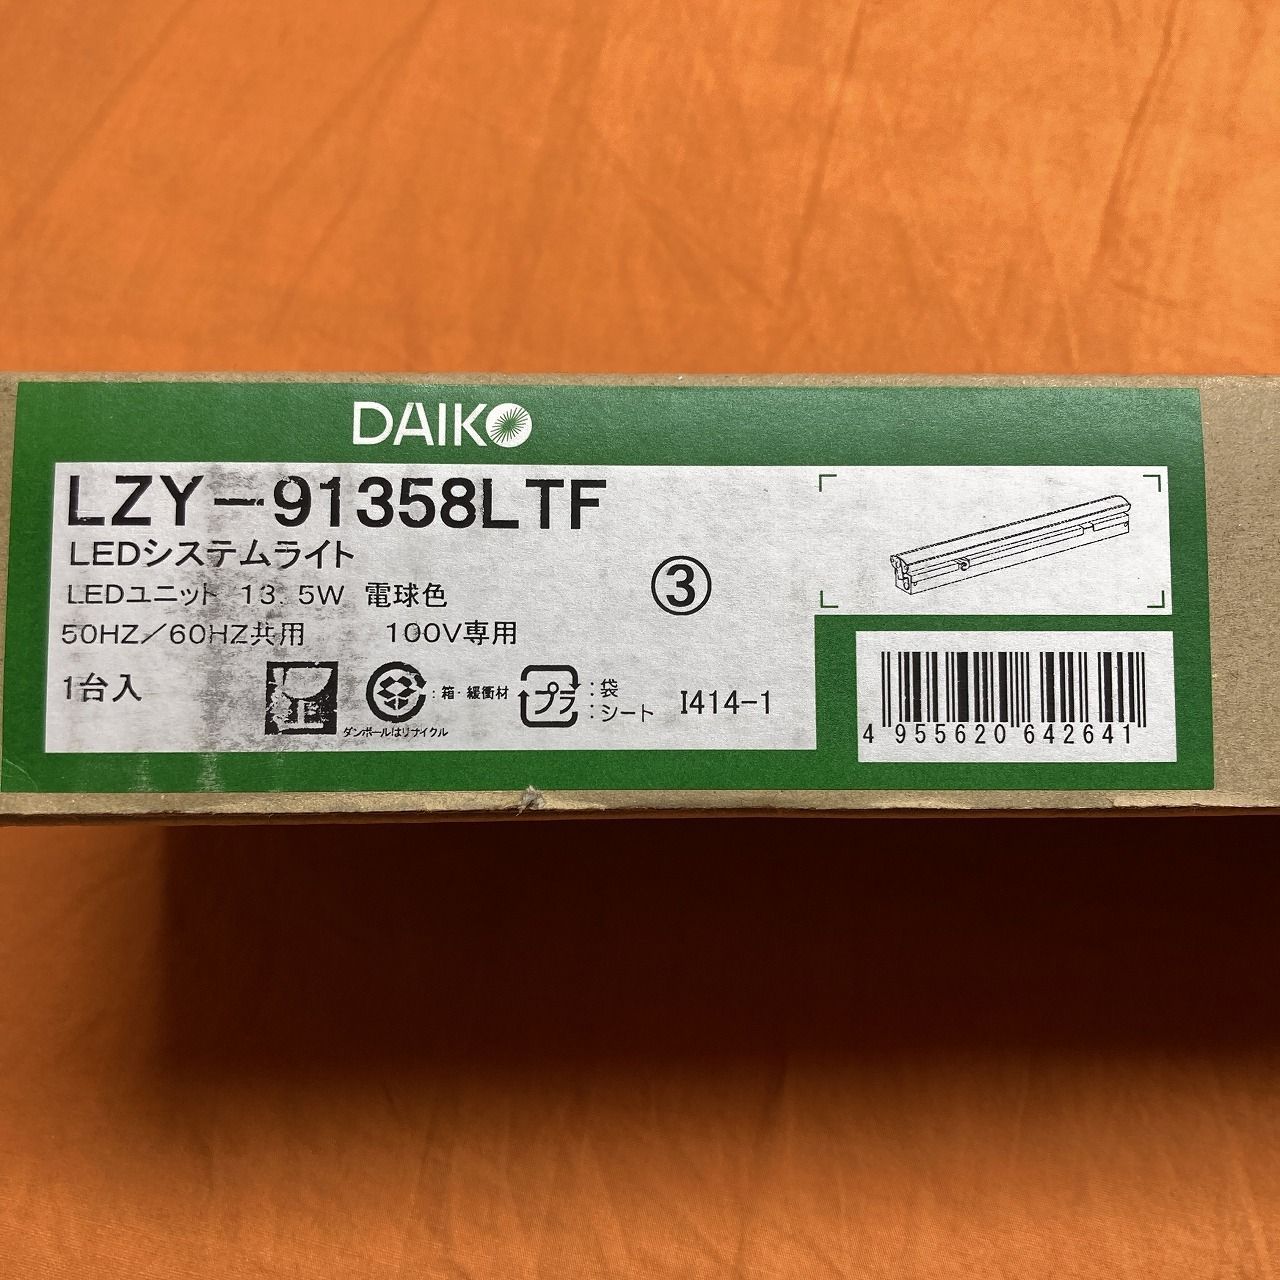 DAIKO
LZY-91358LTF
LEDシステムライト
LEDユニット 13.5W 電球色
③
50HZ/60HZ共用 100V専用
1台入
:箱・緩衝材
ダンボールはリサイクル
プラ
:袋
:シート
I414-1
4 955620 642641